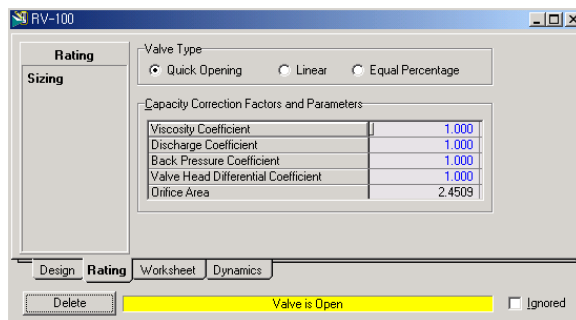 RV-100
Rating
Sizing
Valve Type
Quick Opening Linear Equal Percentage
Capacity Correction Factors and Parameters
Viscosity Coefficient 1.000
Discharge Coefficient 1.000
Back Pressure Coefficient 1.000
Valve Head Differential Coefficient 1.000
Orifice Area 2.4509
Design Rating Worksheet Dynamics
Delete Valve is Open Ignored